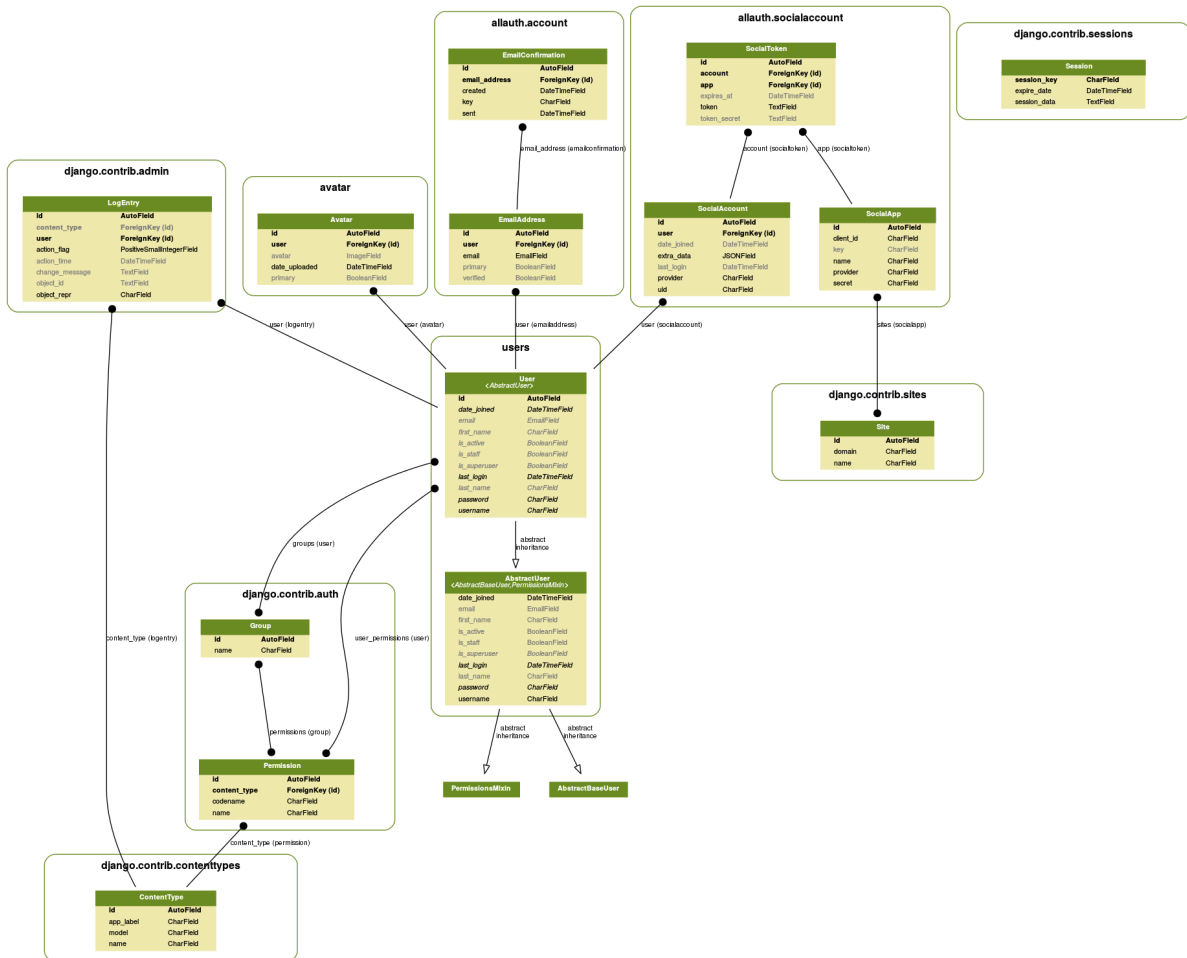 allauth.account
EmailConfirmation
id AutoField
email_address ForeignKey (id)
created DateTimeField
key CharField
sent DateTimeField
email_address (emailconfirmation)
EmailAddress
id AutoField
user ForeignKey (id)
email EmailField
primary BooleanField
verified BooleanField
allauth.socialaccount
SocialToken
id AutoField
account ForeignKey (id)
app ForeignKey (id)
expires_at DateTimeField
token TextField
token_secret TextField
account (socialtoken)
app (socialtoken)
SocialAccount
id AutoField
user ForeignKey (id)
date_joined DateTimeField
extra_data JSONField
last_login DateTimeField
provider CharField
uid CharField
SocialApp
id AutoField
client_id CharField
key CharField
name CharField
provider CharField
secret CharField
django.contrib.sessions
Session
session_key CharField
expire_date DateTimeField
session_data TextField
django.contrib.admin
LogEntry
id AutoField
content_type ForeignKey (id)
user ForeignKey (id)
action_flag PositiveSmallIntegerField
action_time DateTimeField
change_message TextField
object_id TextField
object_repr CharField
avatar
Avatar
id AutoField
user ForeignKey (id)
avatar ImageField
date_uploaded DateTimeField
primary BooleanField
user (logentry)
user (avatar)
user (emailaddress)
user (socialaccount)
sites (socialapp)
users
User
<AbstractUser>
id AutoField
date_joined DateTimeField
email EmailField
first_name CharField
is_active BooleanField
is_staff BooleanField
is_superuser BooleanField
last_login DateTimeField
last_name CharField
password CharField
username CharField
abstract
inheritance
AbstractUser
<AbstractBaseUser,PermissionsMixin>
date_joined DateTimeField
email EmailField
first_name CharField
is_active BooleanField
is_staff BooleanField
is_superuser BooleanField
last_login DateTimeField
last_name CharField
password CharField
username CharField
abstract
inheritance
abstract
inheritance
PermissionsMixin
AbstractBaseUser
django.contrib.sites
Site
id AutoField
domain CharField
name CharField
groups (user)
user_permissions (user)
content_type (logentry)
django.contrib.auth
Group
id AutoField
name CharField
permissions (group)
Permission
id AutoField
content_type ForeignKey (id)
codename CharField
name CharField
content_type (permission)
django.contrib.contenttypes
ContentType
id AutoField
app_label CharField
model CharField
name CharField